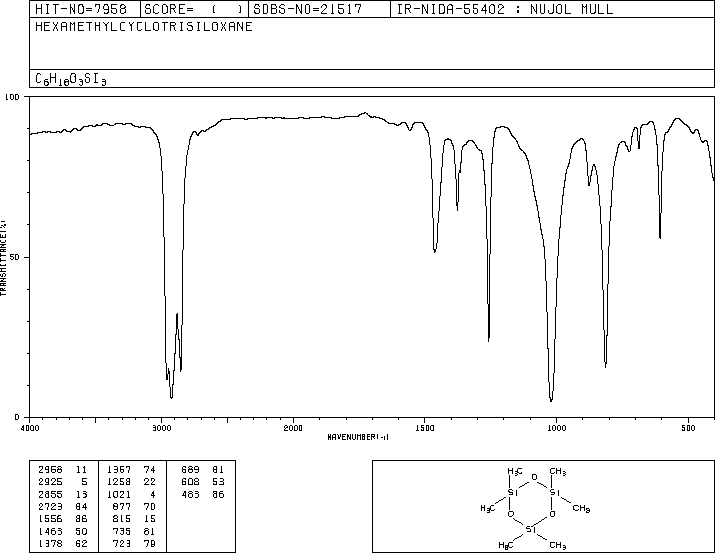 HIT-NO=7958 SCORE= ( ) SDBS-NO=21517 IR-NIDA-55402 : NUJOL MULL
HEXAMETHYLCYCLOTRISILOXANE
C6H18O3SI3
TRANSMITTANCE(%)
100
50
0
4000 3000 2000 1500 1000 500
WAVENUMBER(-1)
2958 11 1367 74 689 81
2925 5 1258 22 608 53
2855 13 1021 4 483 86
2723 84 877 70
1556 86 815 15
1463 50 735 81
1378 62 723 79
H3C O CH3
SI SI
H3C O O CH3
SI
H3C CH3